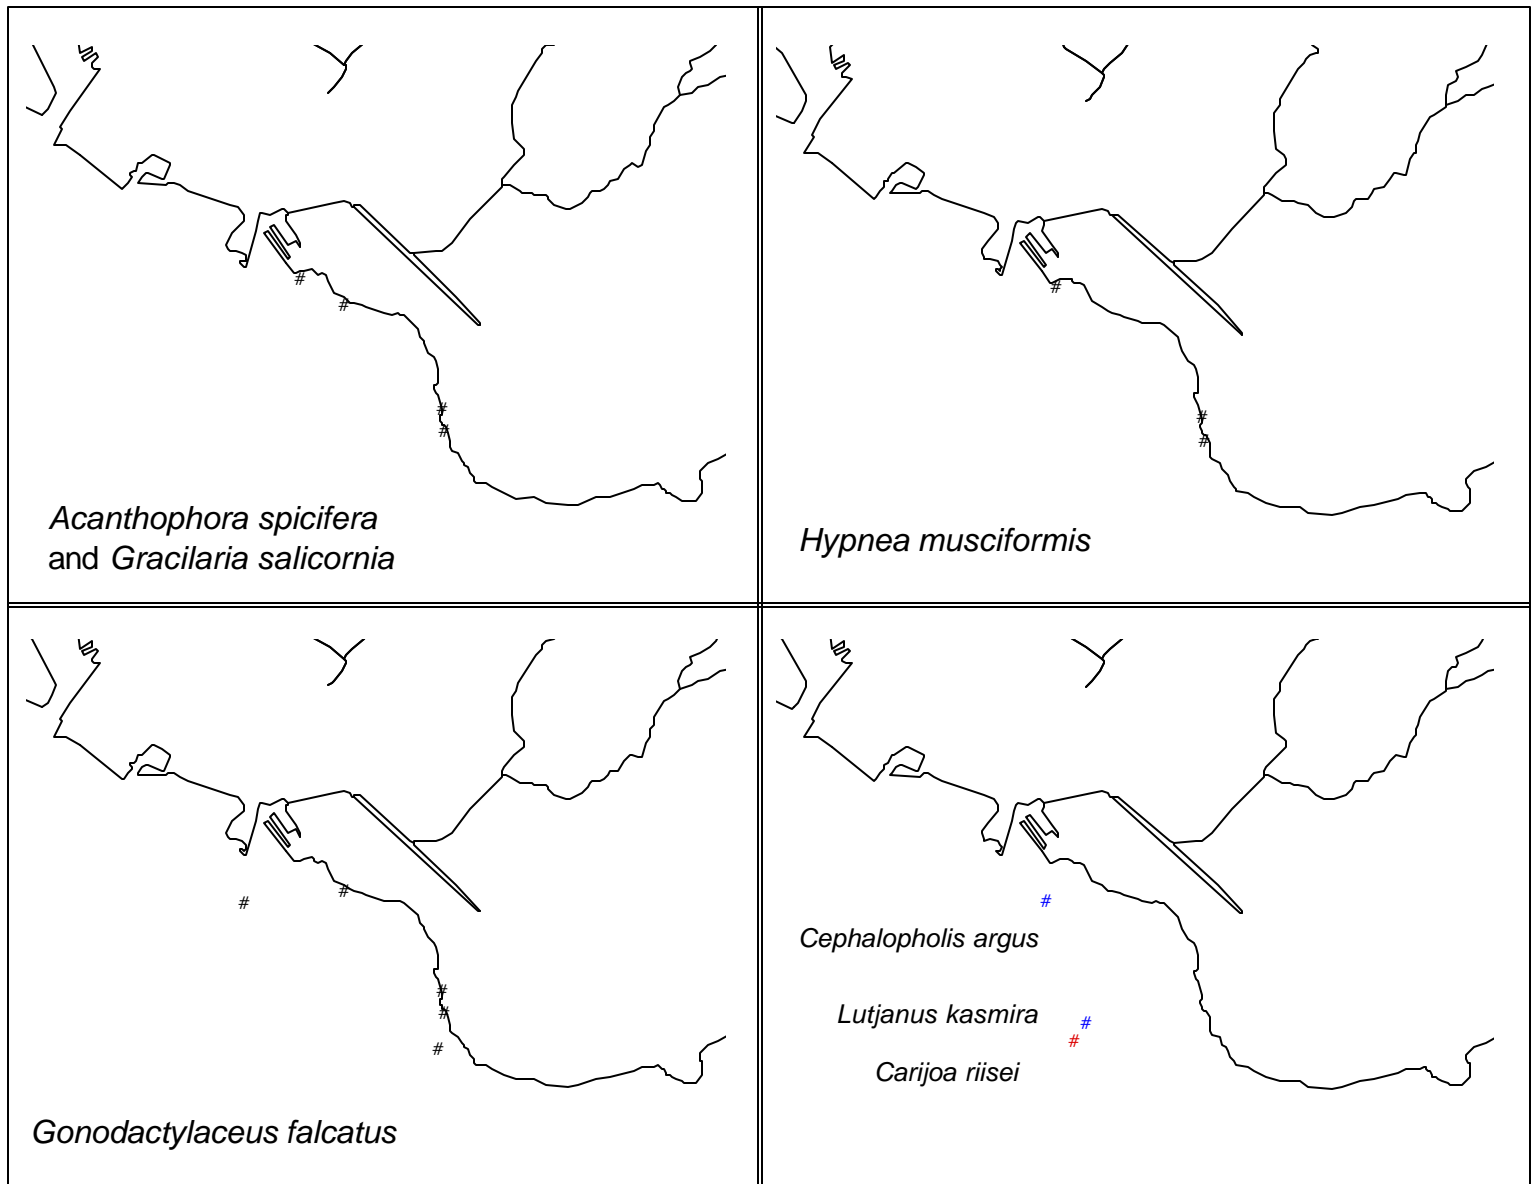 #
#
#
#
Acanthophora spicifera
and Gracilaria salicornia
#
#
#
Hypnea musciformis
#
#
#
#
#
Gonodactylaceus falcatus
#
Cephalopholis argus
Lutjanus kasmira #
#
Carijoa riisei